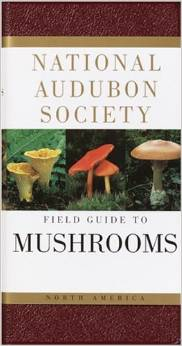 NATIONAL
AUDUBON
SOCIETY
FIELD GUIDE TO
MUSHROOMS
NORTH AMERICA